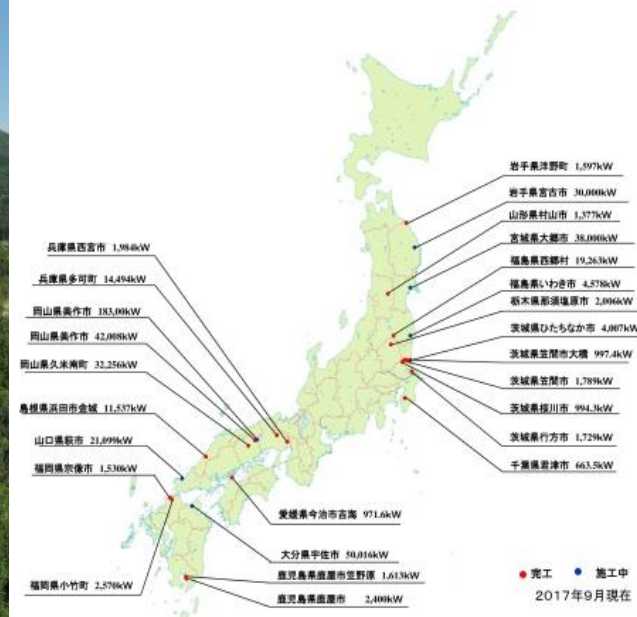 岩手県洋野町 1,597kW
岩手県宮古市 30,000kW
山形県村山市 1,377kW
宮城県大郷市 38,000kW
福島県西郷村 19,263kW
福島県いわき市 4,578kW
栃木県那須塩原市 2,006kW
茨城県ひたちなか市 4,007kW
茨城県笠間市大橋 997.4kW
茨城県笠間市 1,789kW
茨城県桜川市 994.3kW
茨城県行方市 1,729kW
千葉県君津市 663.5kW
兵庫県西宮市 1,984kW
兵庫県多可町 14,494kW
岡山県美作市 183,00kW
岡山県美作市 42,008kW
岡山県久米南町 32,256kW
島根県浜田市金城 11,537kW
山口県萩市 21,099kW
福岡県宗像市 1,530kW
福岡県小竹町 2,570kW
愛媛県今治市吉海 971.6kW
大分県宇佐市 50,016kW
鹿児島県鹿屋市笠野原 1,613kW
鹿児島県鹿屋市 2,400kW
完工 施工中
2017年9月現在